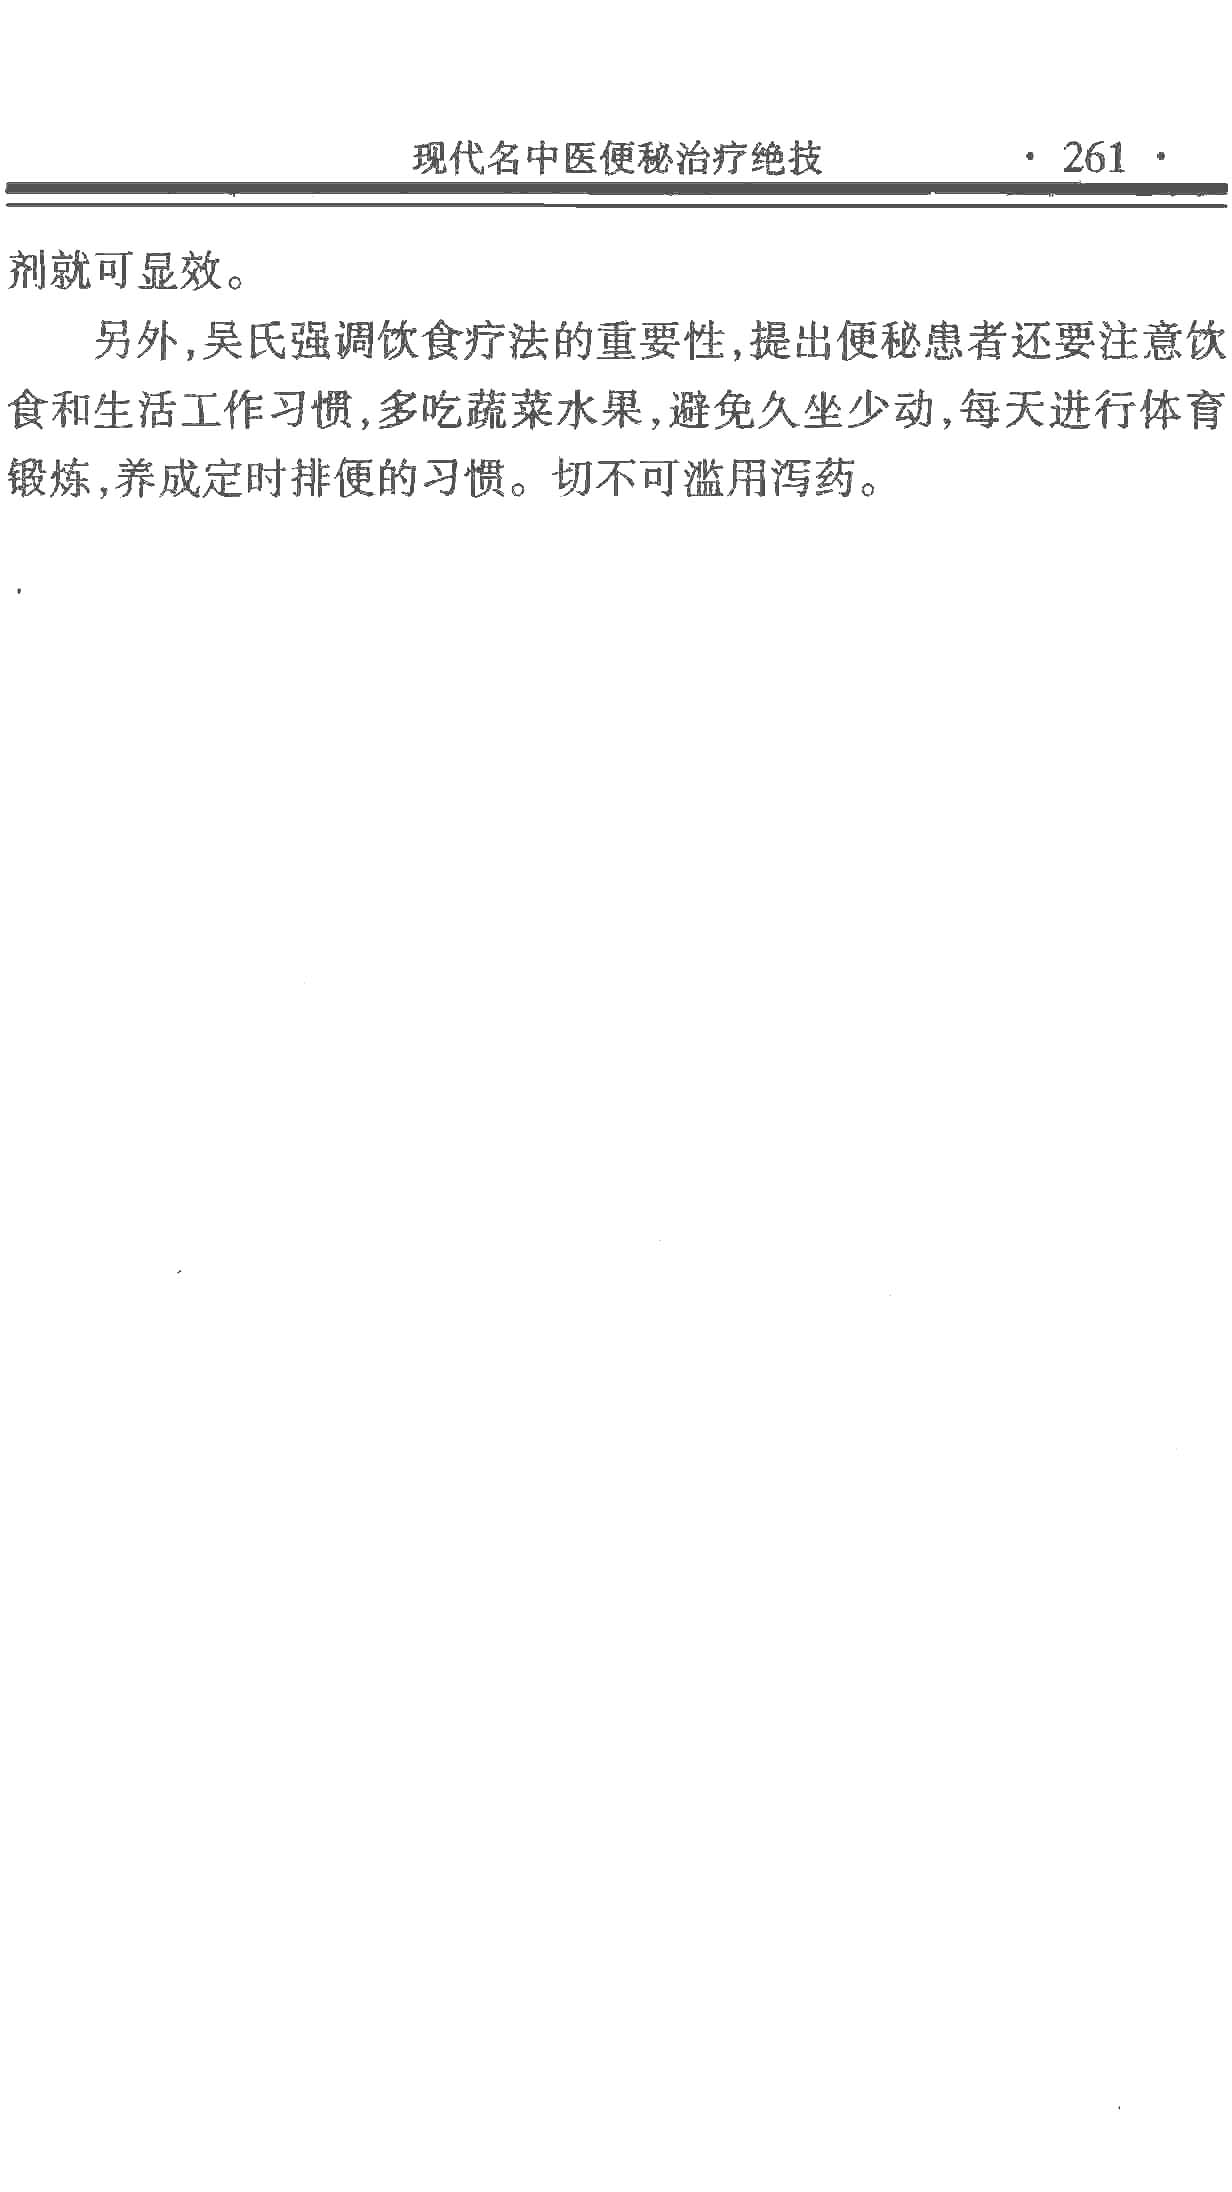 现代名中医便秘治疗绝技 · 261 ·
剂就可显效。
另外,吴氏强调饮食疗法的重要性,提出便秘患者还要注意饮
食和生活工作习惯,多吃蔬菜水果,避免久坐少动,每天进行体育
锻炼,养成定时排便的习惯。切不可滥用泻药。